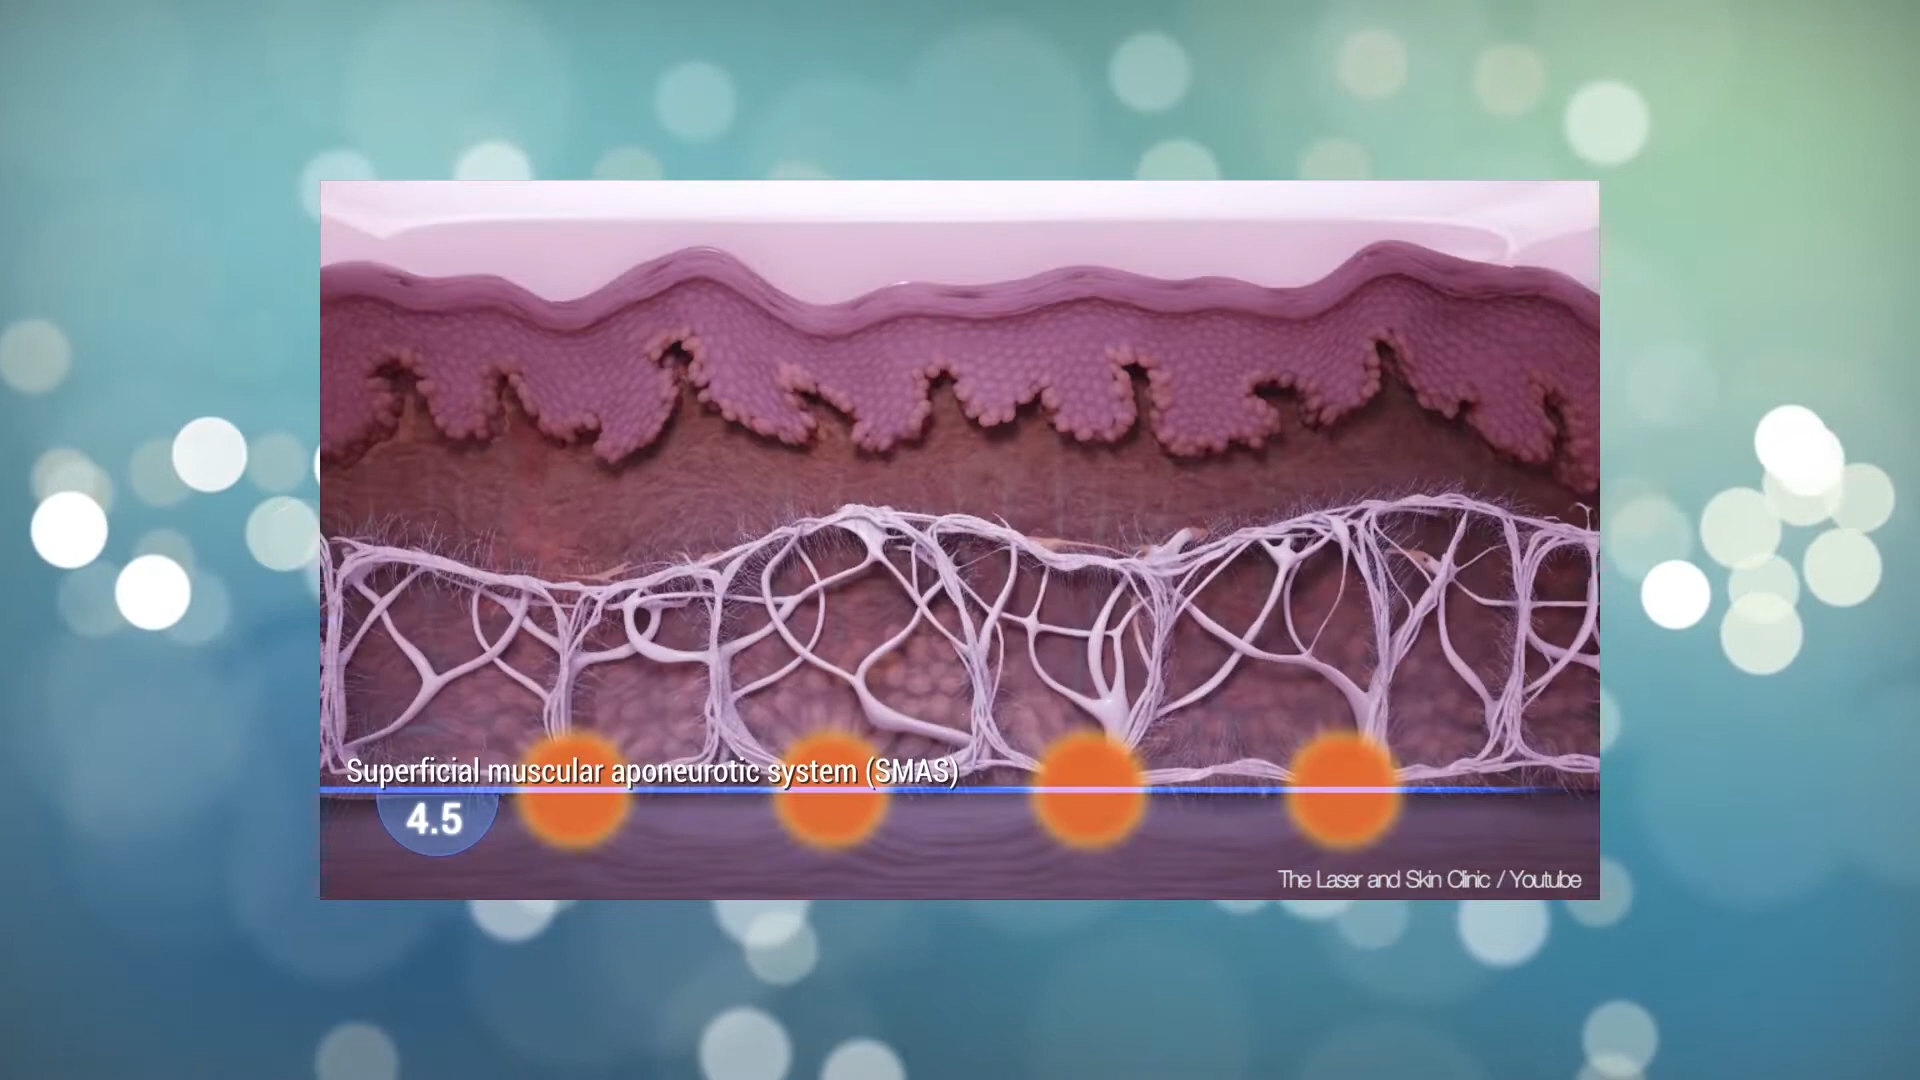 Superficial muscular aponeurotic system (SMAS)
4.5
The Laser and Skin Clinic / Youtube